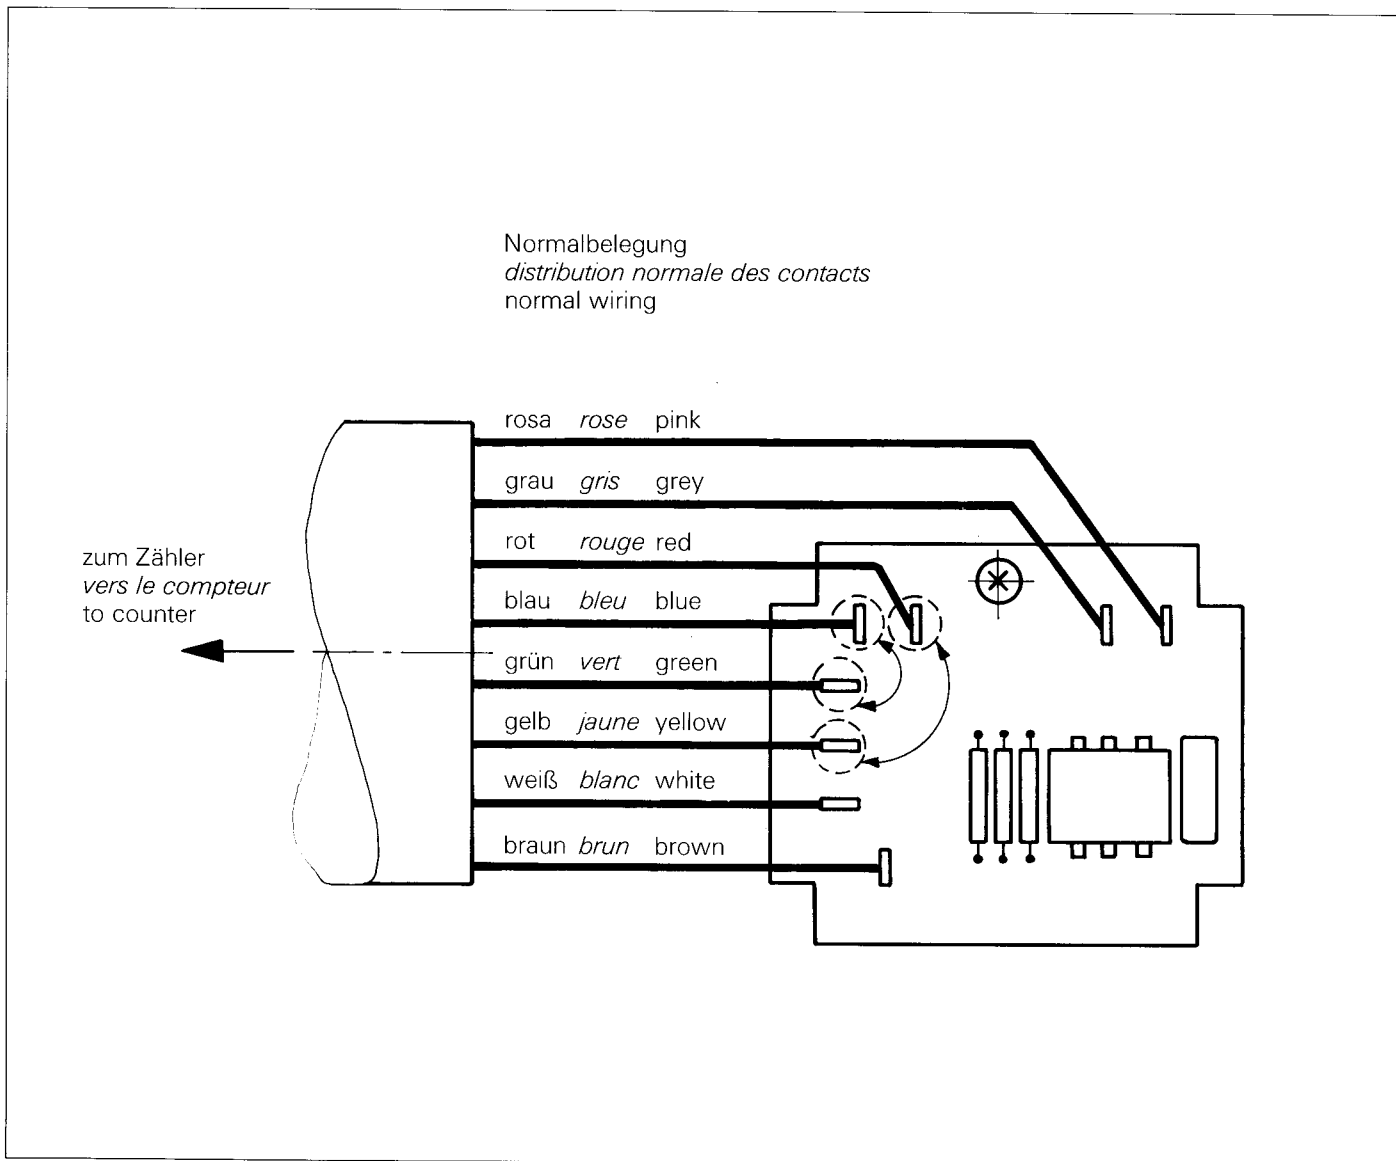 Normalbelegung
distribution normale des contacts
normal wiring
rosa rose pink
grau gris grey
rot rouge red
zum Zähler
vers le compteur
to counter
blau bleu blue
grün vert green
gelb jaune yellow
weiß blanc white
braun brun brown